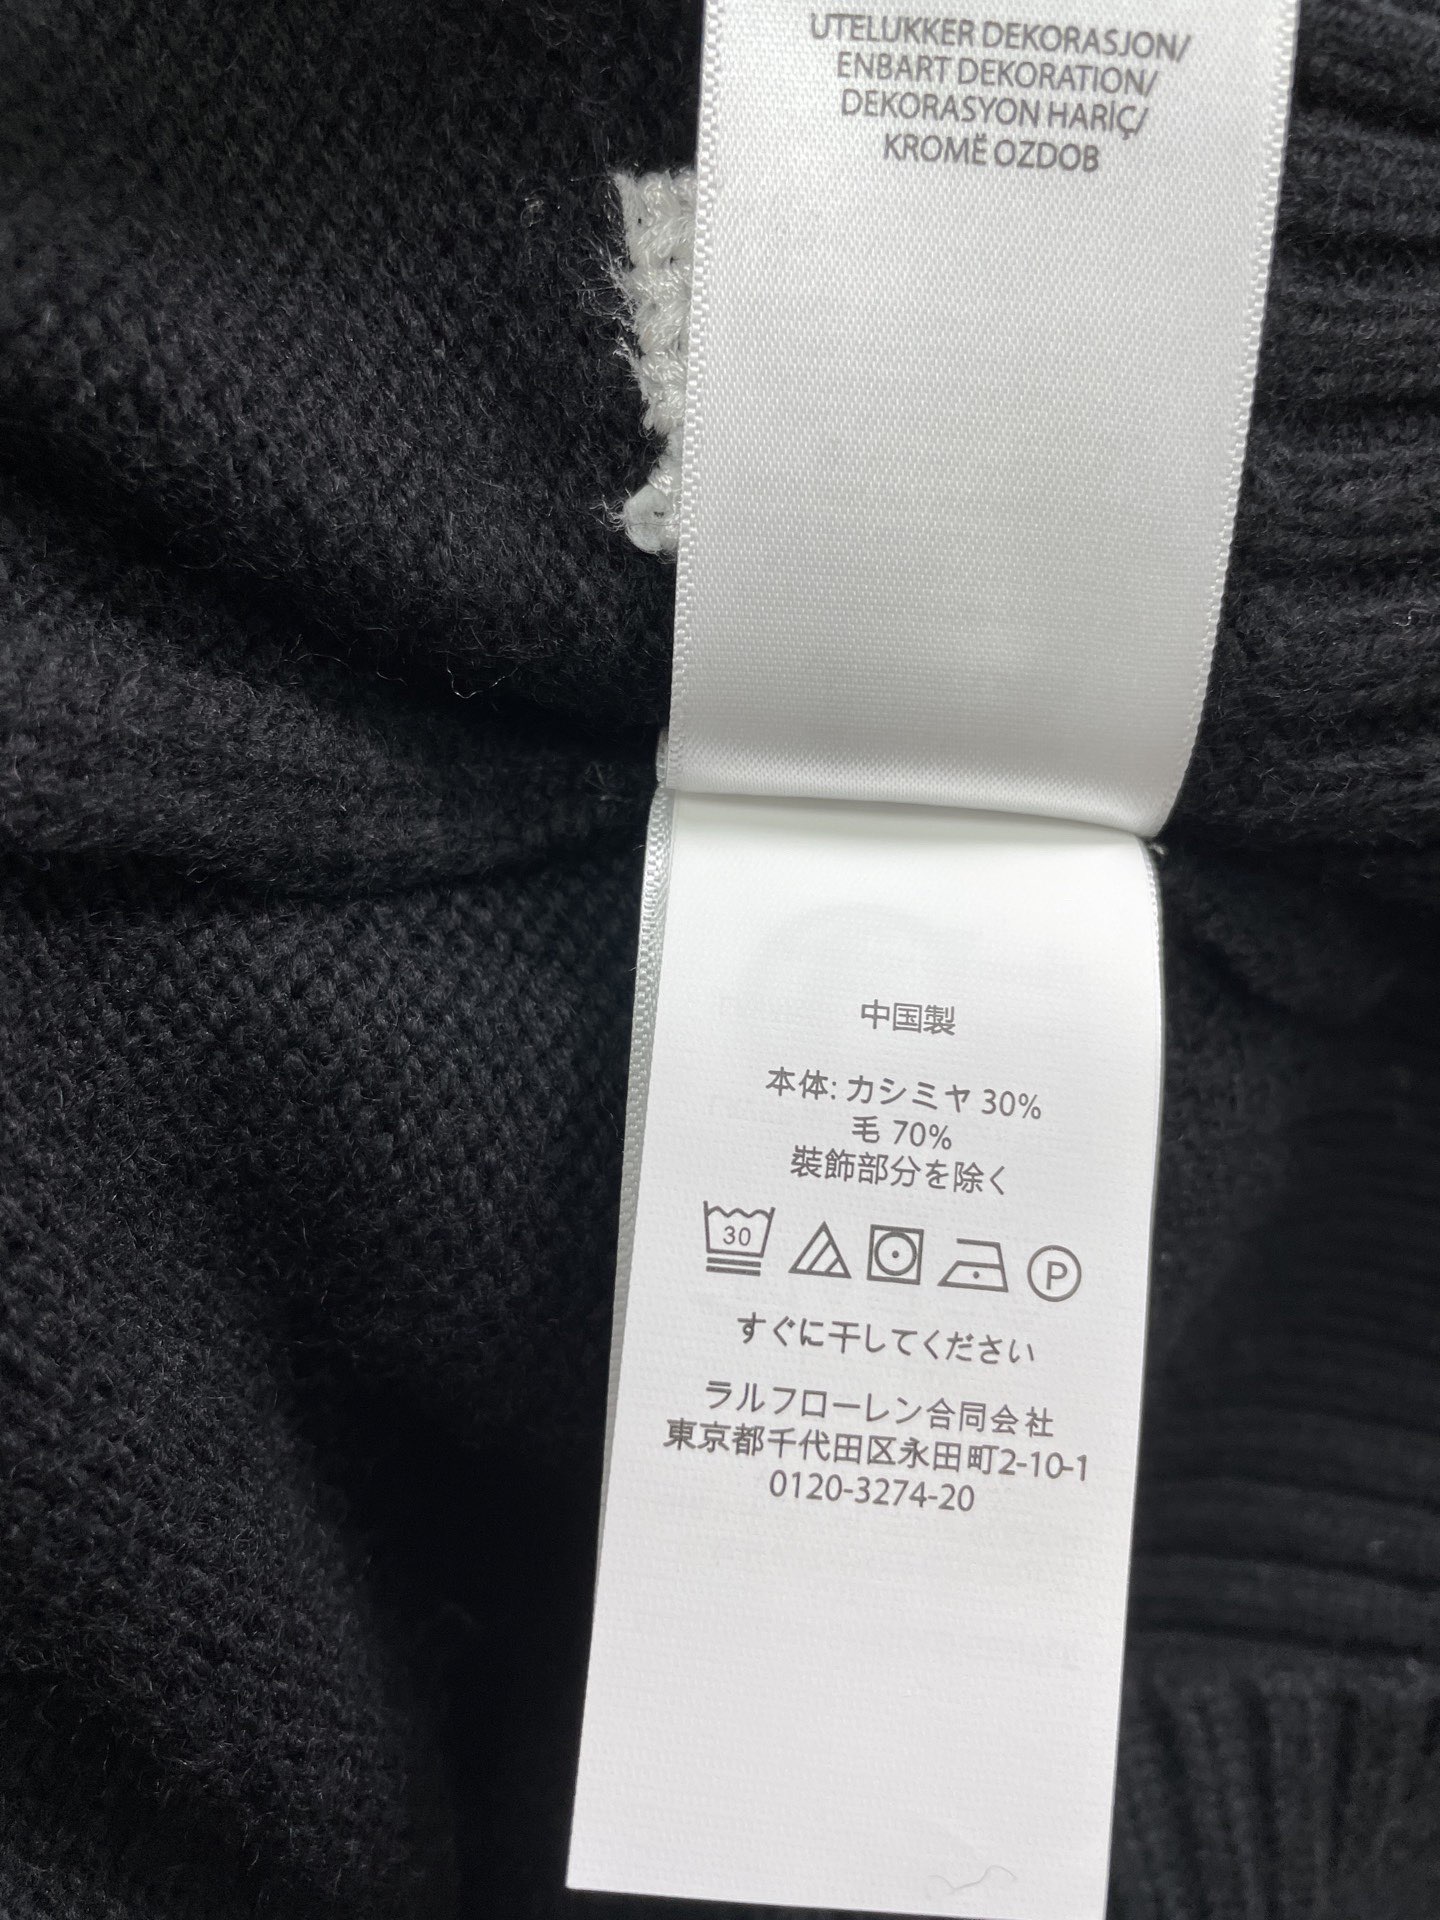 UTELUKKER DEKORASJON/
ENBART DEKORATION/
DEKORASYON HARİÇ/
KROMĚ OZDOB
中国製
本体: カシミヤ 30%
毛 70%
装飾部分を除く
30 P
すぐに干してください
ラルフローレン合同会社
東京都千代田区永田町2-10-1
0120-3274-20